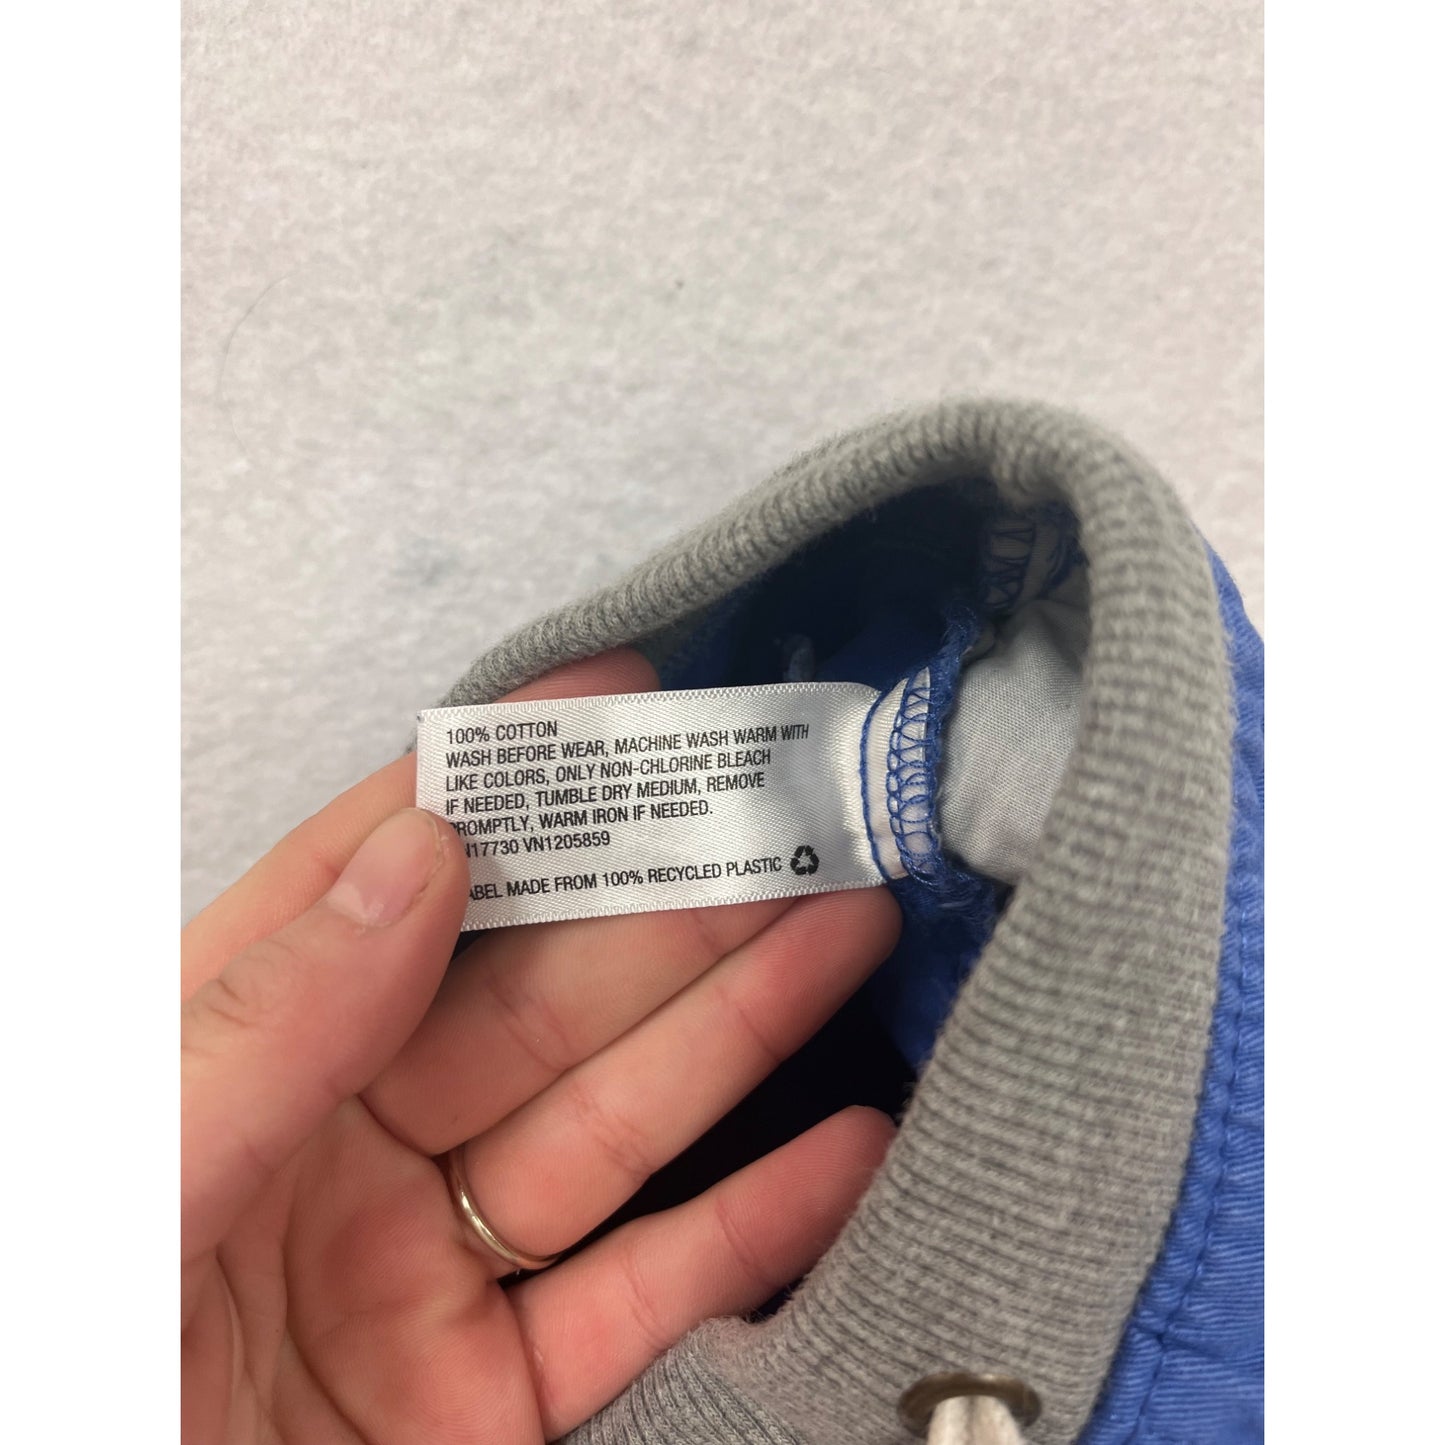 100% COTTON
WASH BEFORE WEAR, MACHINE WASH WARM WITH
LIKE COLORS, ONLY NON-CHLORINE BLEACH
IF NEEDED, TUMBLE DRY MEDIUM, REMOVE
PROMPTLY, WARM IRON IF NEEDED.
VN1205859
LABEL MADE FROM 100% RECYCLED PLASTIC